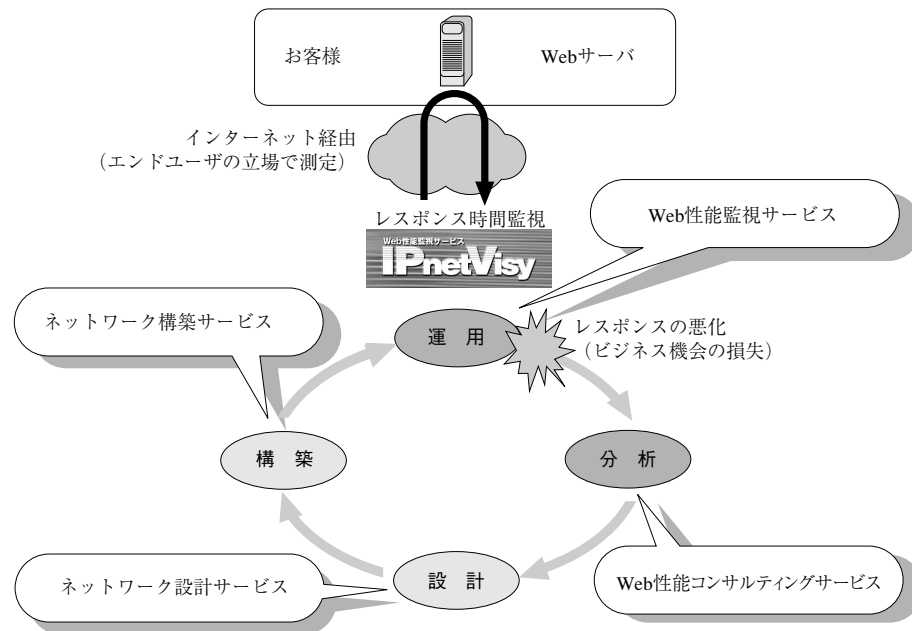 お客様
Webサーバ
インターネット経由
（エンドユーザの立場で測定）
レスポンス時間監視
Web性能監視サービス
IPnetVisy
Web性能監視サービス
ネットワーク構築サービス
運 用
レスポンスの悪化
（ビジネス機会の損失）
構 築
分 析
設 計
ネットワーク設計サービス
Web性能コンサルティングサービス